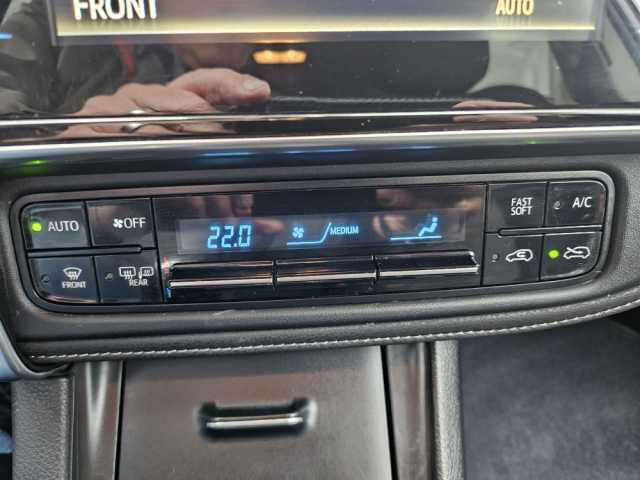 FRONT
AUTO
AUTO
OFF
22.0
MEDIUM
FAST
SOFT
A/C
FRONT
REAR